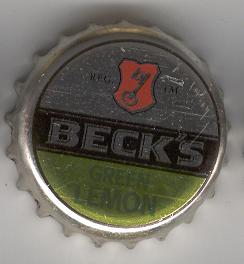 REG. TM
BECK'S
GREEN
LEMON